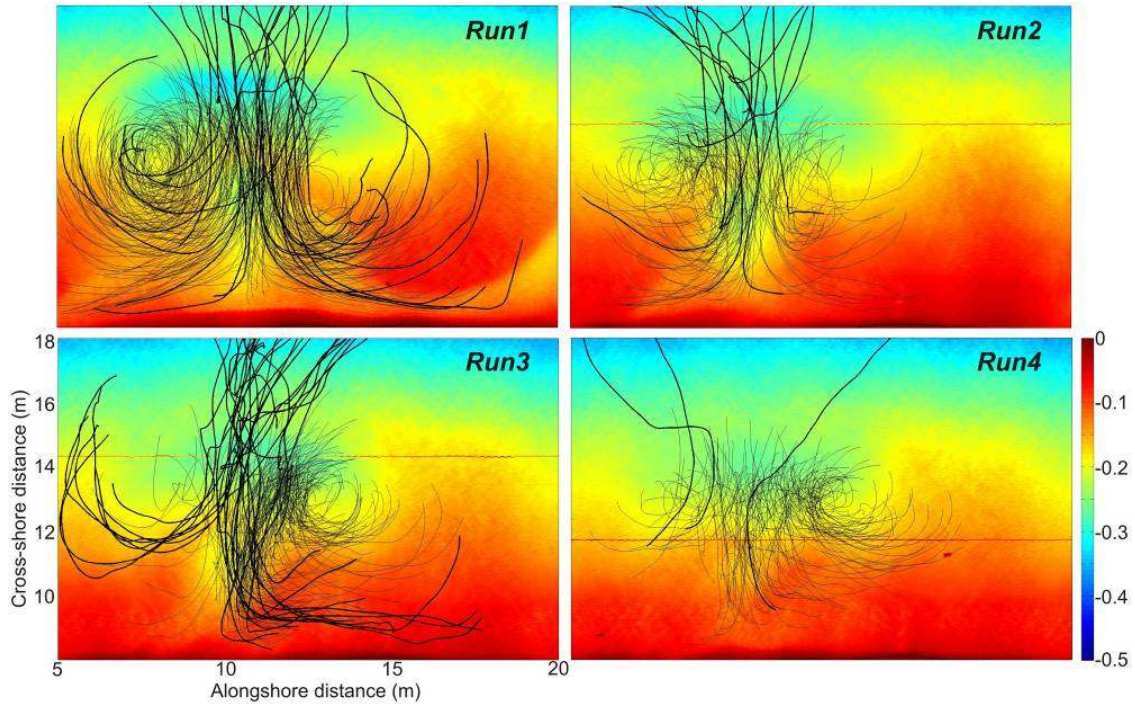 Run1
Run2
Run3
Run4
18
16
14
12
10
Cross-shore distance (m)
5
10
15
20
Alongshore distance (m)
0
-0.1
-0.2
-0.3
-0.4
-0.5